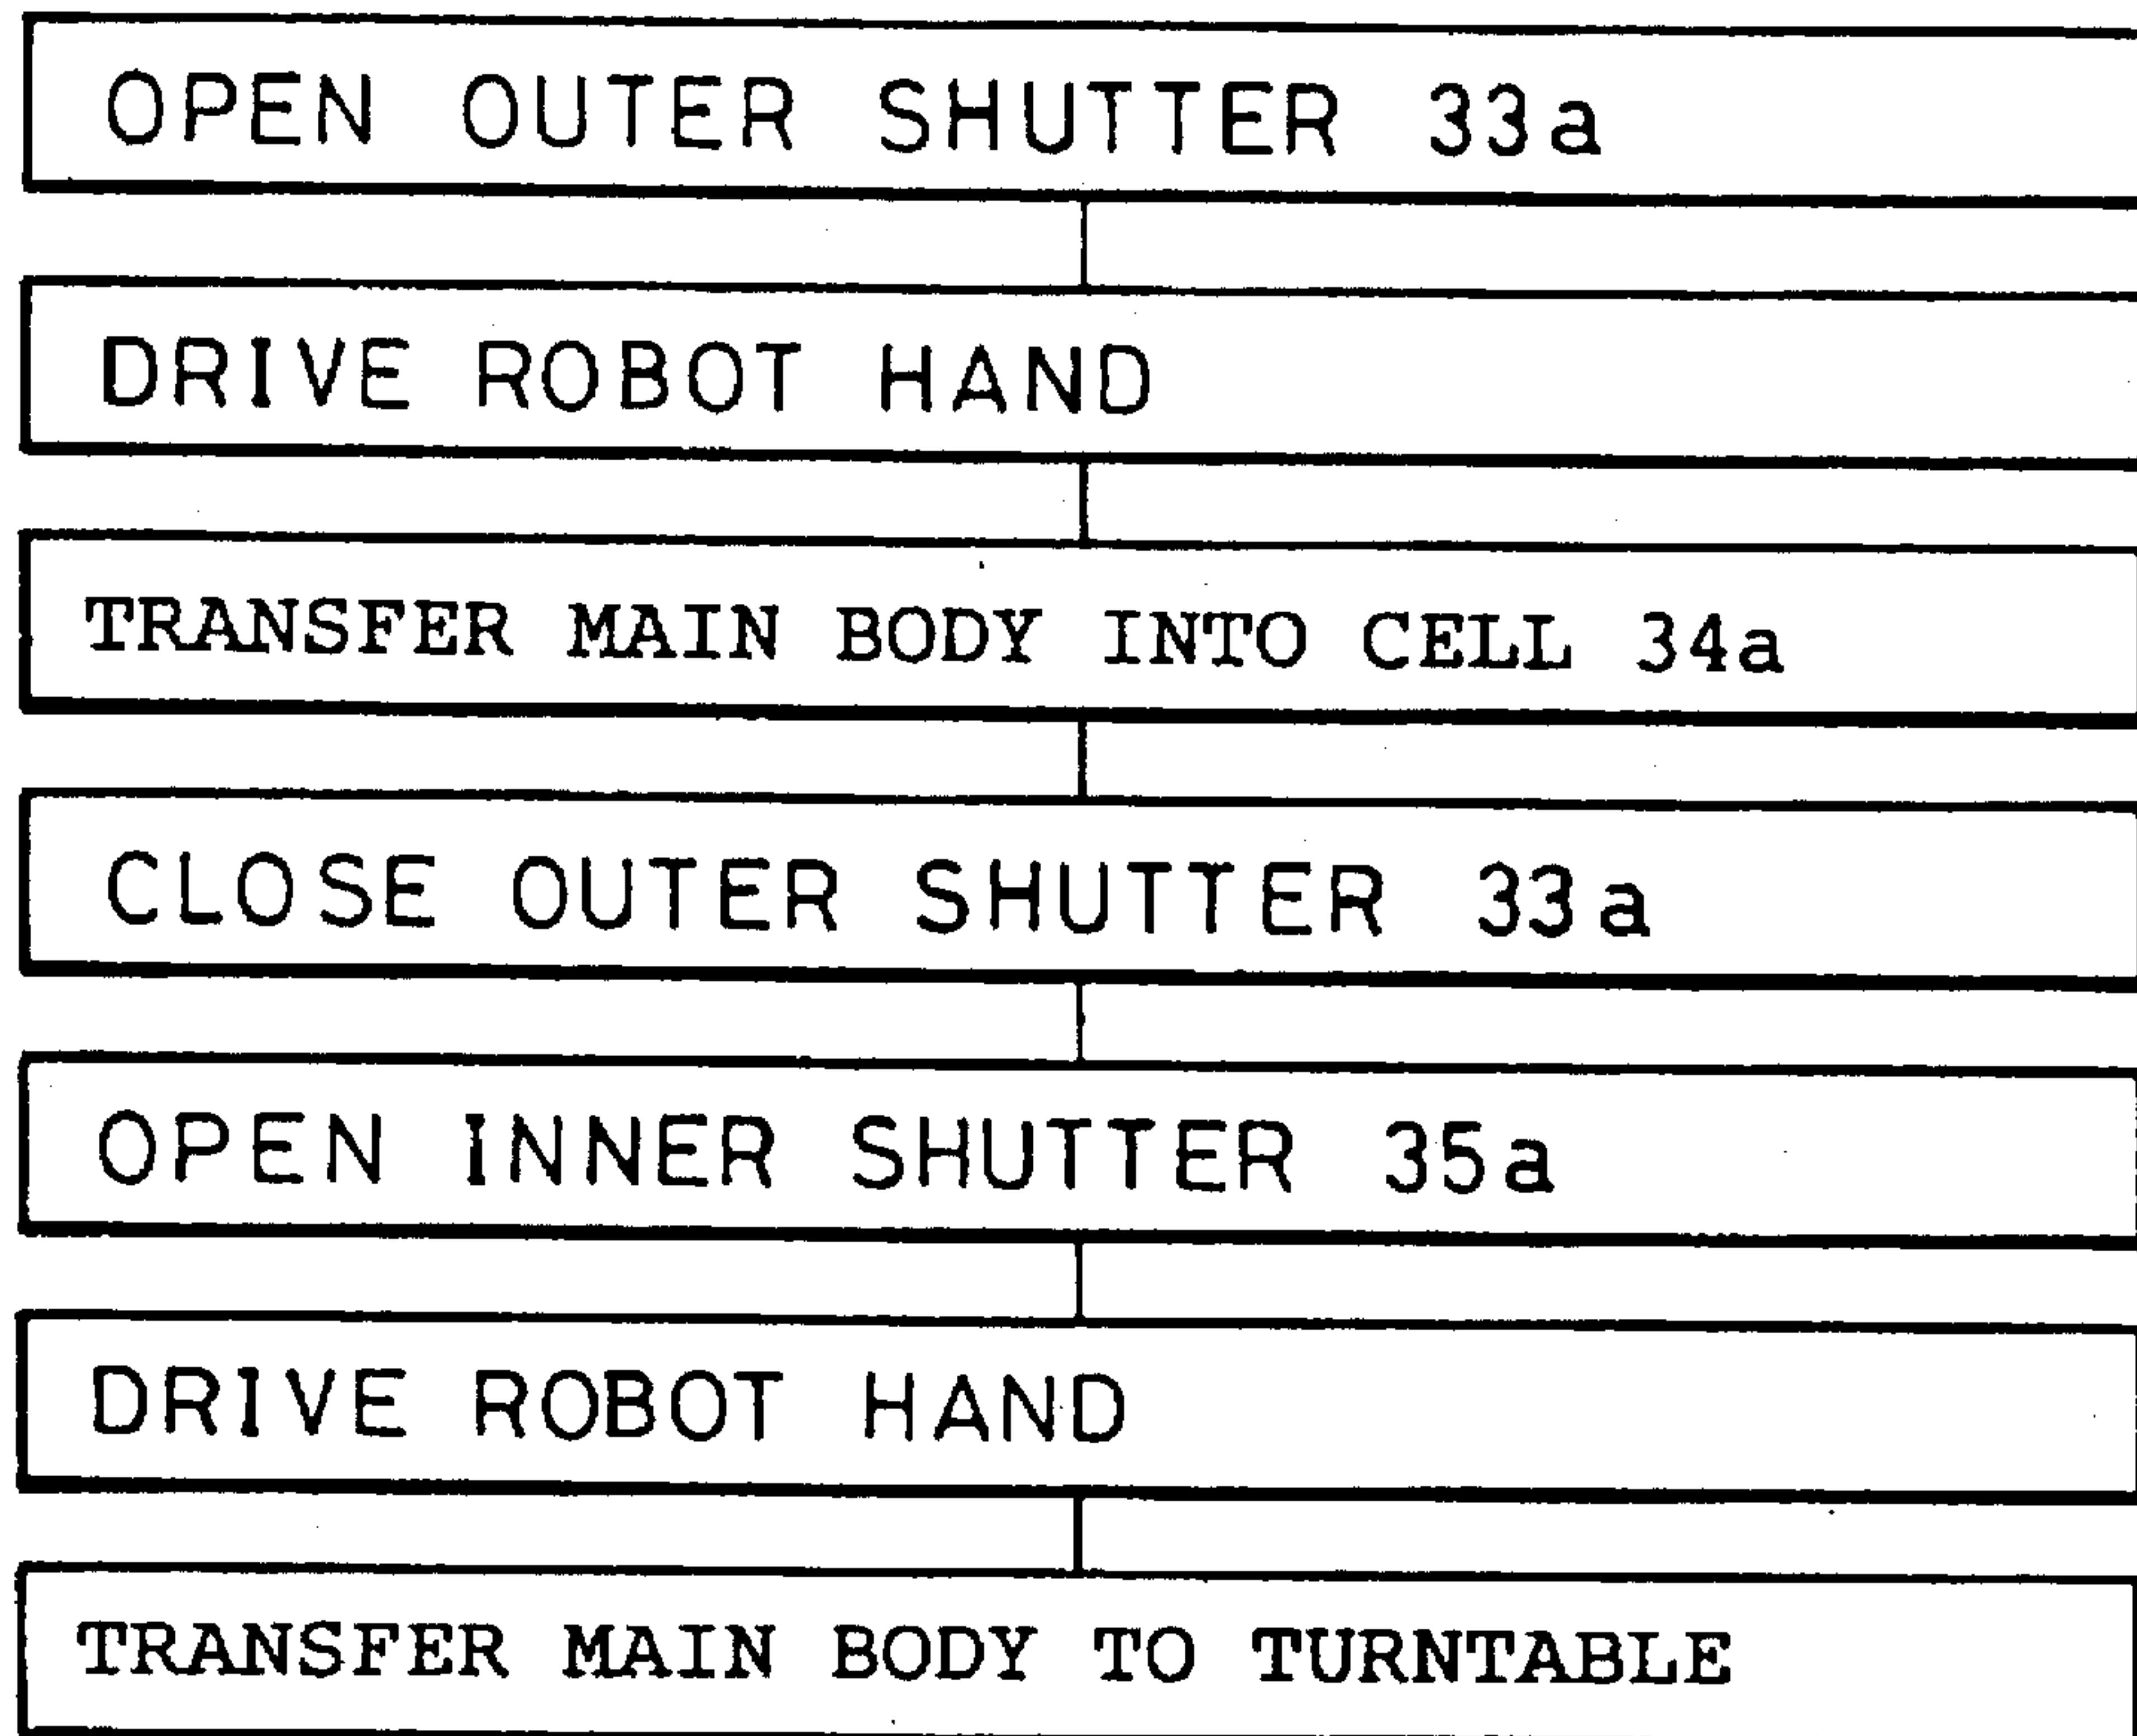 OPEN OUTER SHUTTER 33a
DRIVE ROBOT HAND
TRANSFER MAIN BODY INTO CELL 34a
CLOSE OUTER SHUTTER 33a
OPEN INNER SHUTTER 35a
DRIVE ROBOT HAND
TRANSFER MAIN BODY TO TURNTABLE